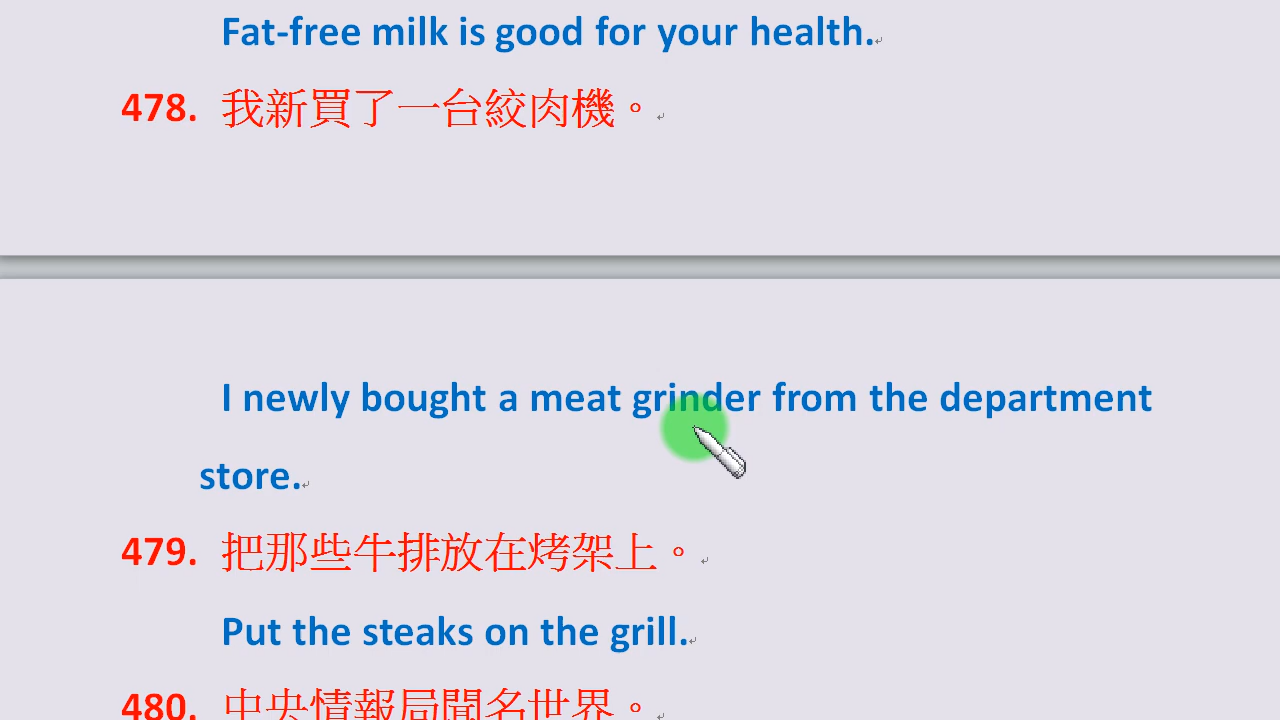 Fat-free milk is good for your health.
478. 我新買了一台絞肉機。
I newly bought a meat grinder from the department
store.
479. 把那些牛排放在烤架上。
Put the steaks on the grill.
480. 中央情報局聞名世界。